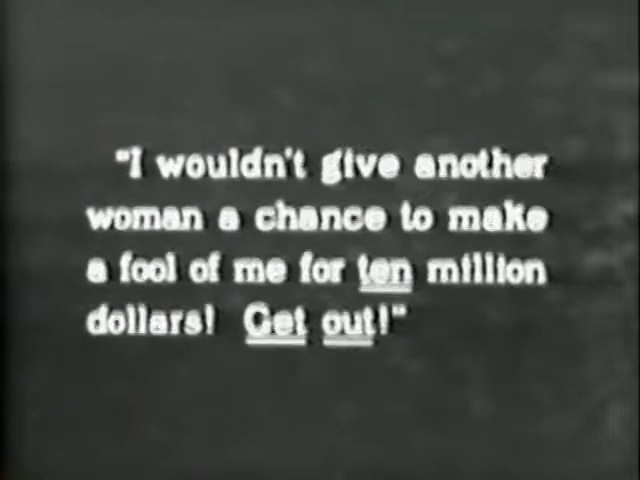 "I wouldn't give another
woman a chance to make
a fool of me for ten million
dollars! Get out!"